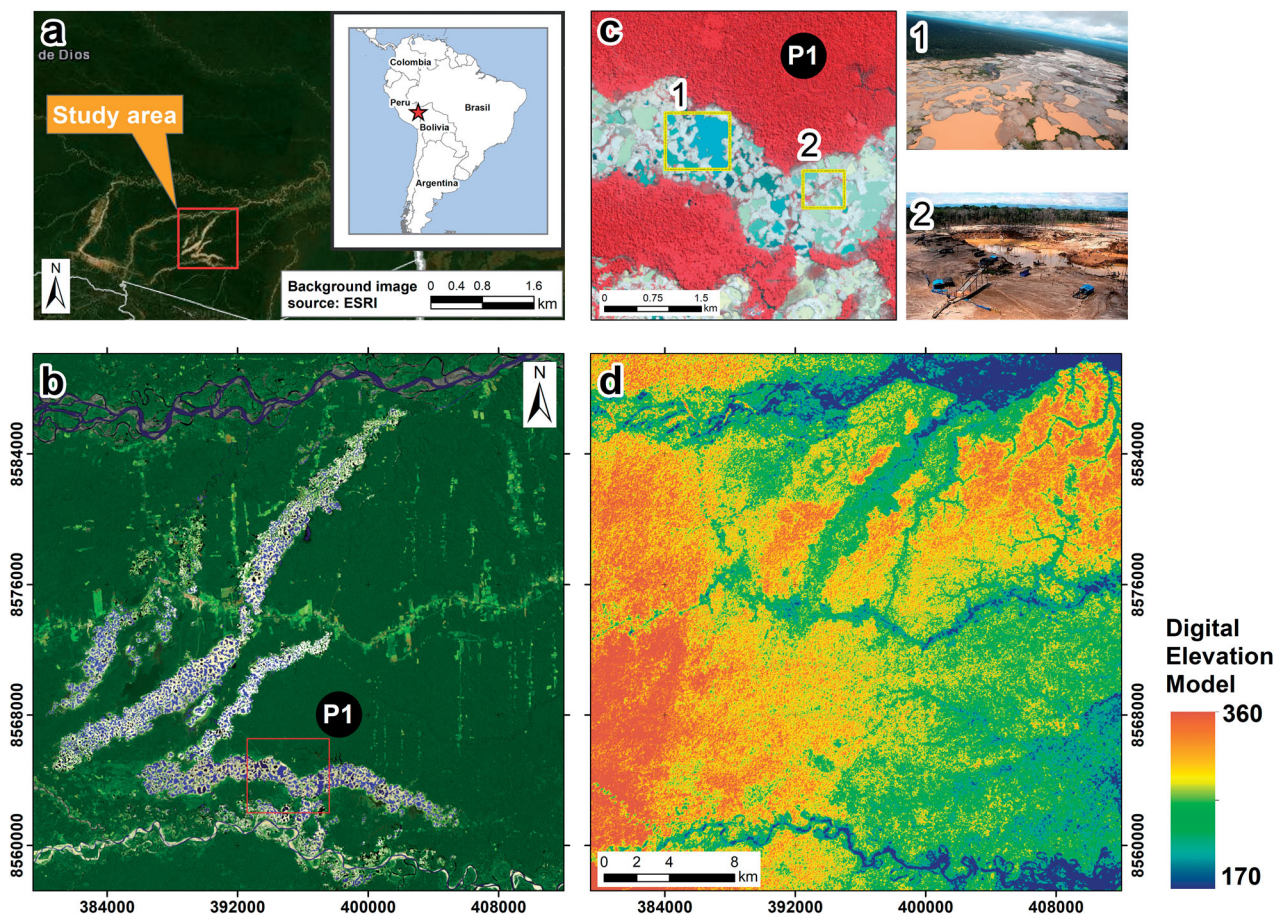 a
de Dios
Study area
N
Colombia
Peru
Brasil
Bolivia
Argentina
Background image
source: ESRI
0 0.4 0.8 1.6
km
c
P1
1
2
0 0.75 1.5
km
1
2
b
N
P1
8584000
8576000
8568000
8560000
384000 392000 400000 408000
d
0 2 4 8
km
8584000
8576000
8568000
8560000
384000 392000 400000 408000
Digital
Elevation
Model
360
170